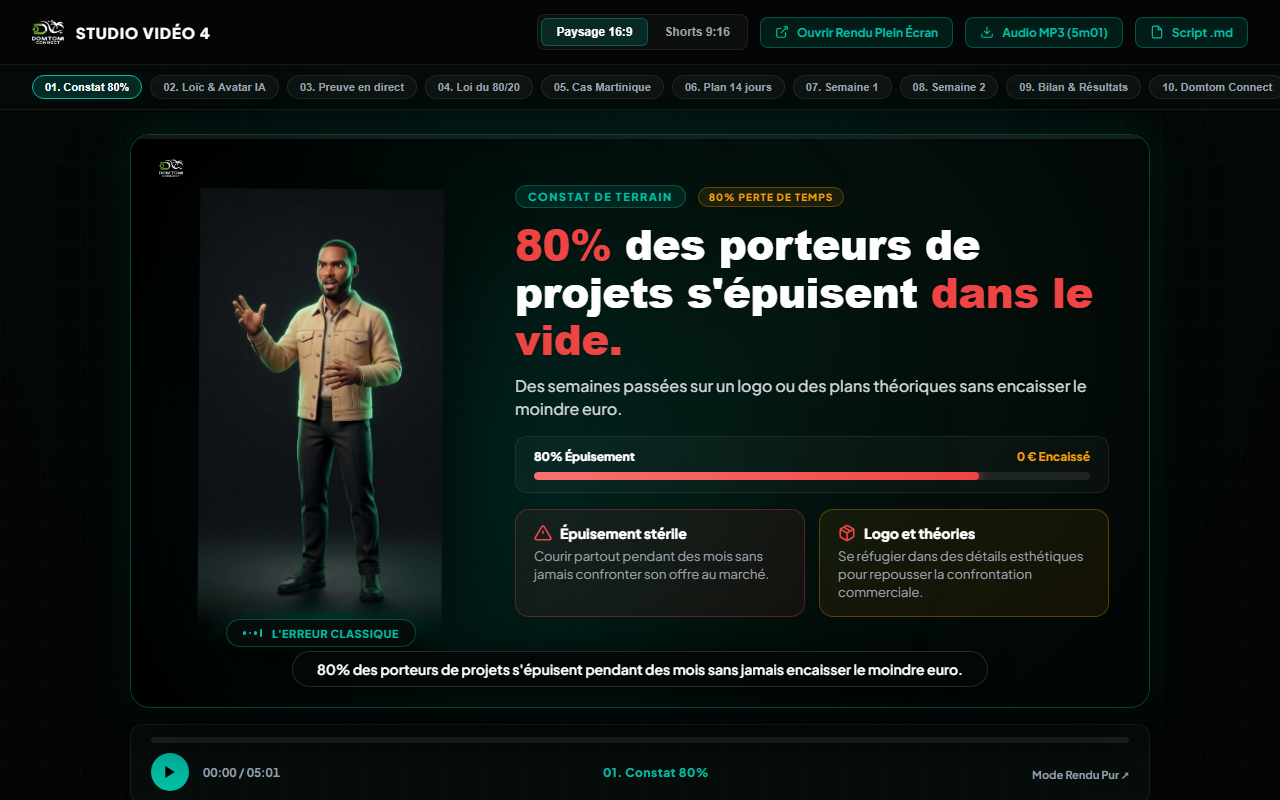 DOMTOM
CONNECT
STUDIO VIDÉO 4
Paysage 16:9
Shorts 9:16
Ouvrir Rendu Plein Écran
Audio MP3 (5m01)
Script .md
01. Constat 80%
02. Loïc & Avatar IA
03. Preuve en direct
04. Loi du 80/20
05. Cas Martinique
06. Plan 14 jours
07. Semaine 1
08. Semaine 2
09. Bilan & Résultats
10. Domtom Connect
DOMTOM
CONNECT
CONSTAT DE TERRAIN
80% PERTE DE TEMPS
80% des porteurs de
projets s'épuisent dans le
vide.
Des semaines passées sur un logo ou des plans théoriques sans encaisser le
moindre euro.
80% Épuisement
0 € Encaissé
Épuisement stérile
Courir partout pendant des mois sans
jamais confronter son offre au marché.
Logo et théories
Se réfugier dans des détails esthétiques
pour repousser la confrontation
commerciale.
L'ERREUR CLASSIQUE
80% des porteurs de projets s'épuisent pendant des mois sans jamais encaisser le moindre euro.
00:00 / 05:01
01. Constat 80%
Mode Rendu Pur ↗